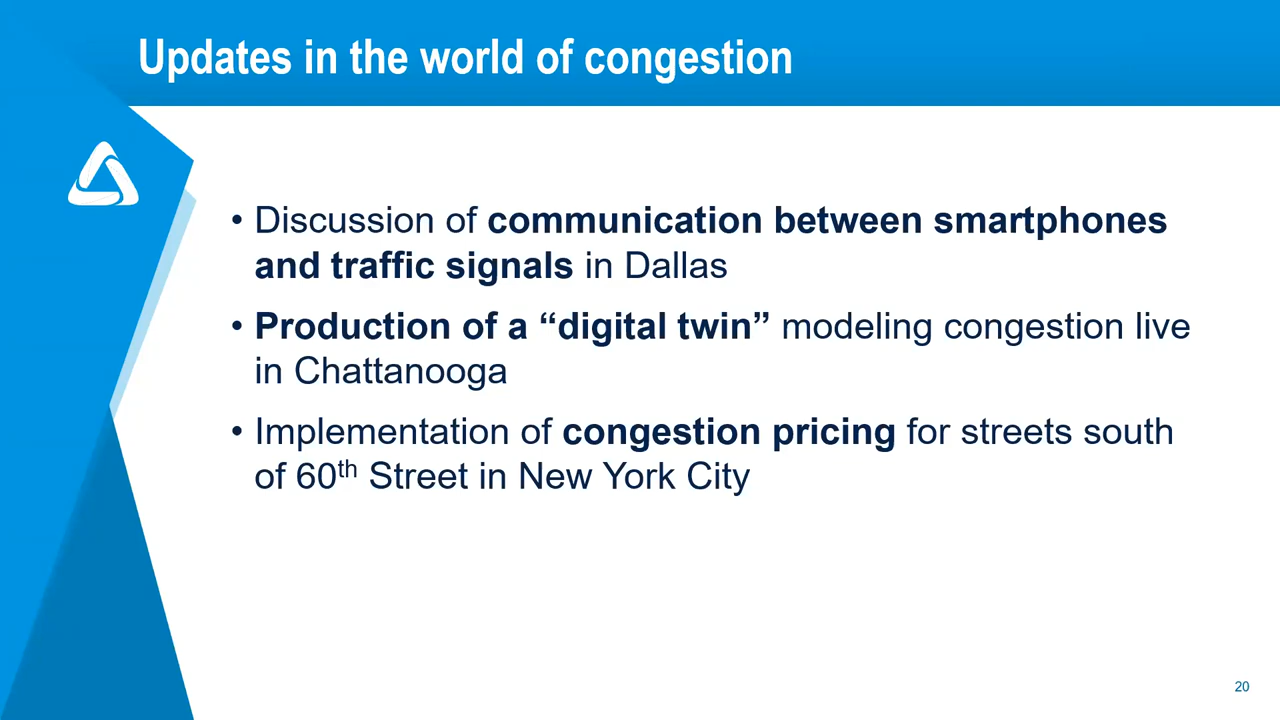 Updates in the world of congestion
• Discussion of communication between smartphones
and traffic signals in Dallas
• Production of a “digital twin” modeling congestion live
in Chattanooga
• Implementation of congestion pricing for streets south
of 60th Street in New York City
20